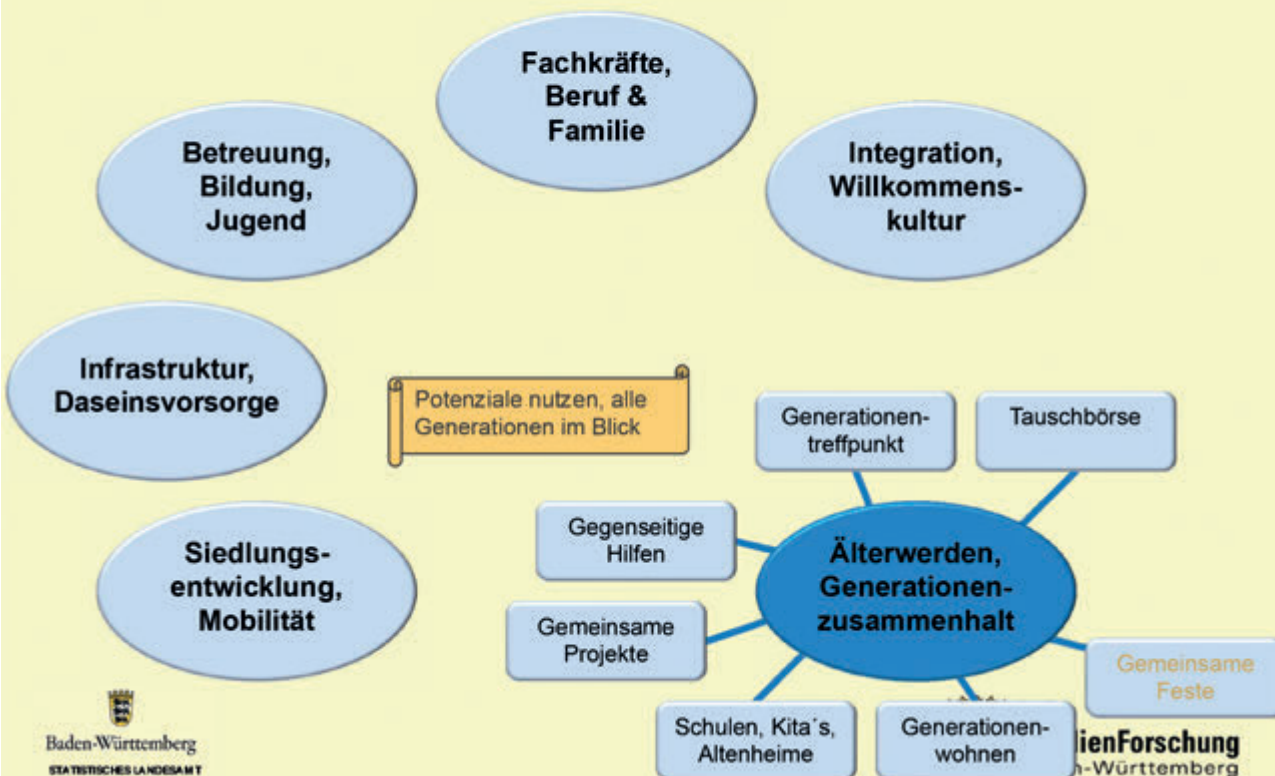 Fachkräfte,
Beruf &
Familie
Betreuung,
Bildung,
Jugend
Integration,
Willkommens-
kultur
Infrastruktur,
Daseinsvorsorge
Potenziale nutzen, alle
Generationen im Blick
Generationen-
treffpunkt
Tauschbörse
Gegenseitige
Hilfen
Siedlungs-
entwicklung,
Mobilität
Älterwerden,
Generationen-
zusammenhalt
Gemeinsame
Projekte
Gemeinsame
Feste
Schulen, Kita´s,
Altenheime
Generationen-
wohnen
Baden-Württemberg
STATISTISCHES LANDESAMT
lienForschung
n-Württemberg